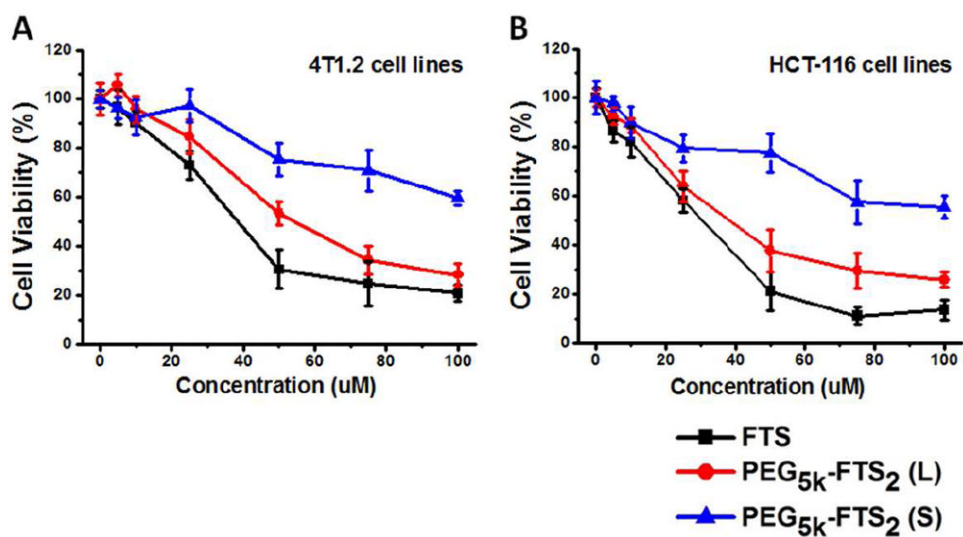 A
4T1.2 cell lines
Cell Viability (%)
120
100
80
60
40
20
0
0 20 40 60 80 100
Concentration (uM)
B
HCT-116 cell lines
Cell Viability (%)
120
100
80
60
40
20
0
0 20 40 60 80 100
Concentration (uM)
FTS
PEG5k-FTS2 (L)
PEG5k-FTS2 (S)